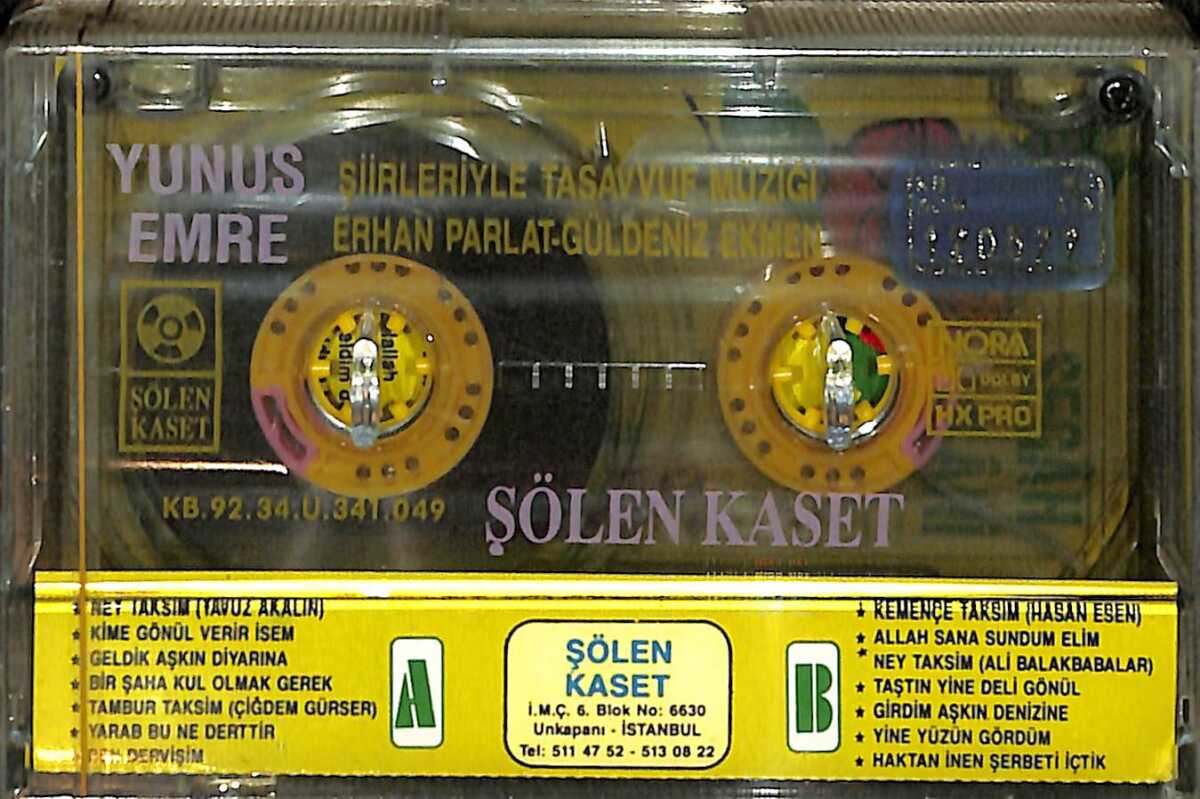 YUNUS
EMRE
ŞİİRLERİYLE TASAVVUF MÜZİĞİ
ERHAN PARLAT-GÜLDENİZ EKMEN
ŞÖLEN
KASET
NORA
DOLBY
HX PRO
KB.92.34.U.341.049
ŞÖLEN KASET
★ NEY TAKSİM (YAVUZ AKALIN)
★ KİME GÖNÜL VERİR İSEM
★ GELDİK AŞKIN DİYARINA
★ BİR ŞAHA KUL OLMAK GEREK
★ TAMBUR TAKSİM (ÇİĞDEM GÜRSER)
★ YARAB BU NE DERTTİR
★ BEN DERVİŞİM
A
ŞÖLEN
KASET
İ.M.Ç. 6. Blok No: 6630
Unkapanı - İSTANBUL
Tel: 511 47 52 - 513 08 22
B
★ KEMENÇE TAKSİM (HASAN ESEN)
★ ALLAH SANA SUNDUM ELİM
★ NEY TAKSİM (ALİ BALAKBABALAR)
★ TAŞTIN YİNE DELİ GÖNÜL
★ GİRDİM AŞKIN DENİZİNE
★ YİNE YÜZÜN GÖRDÜM
★ HAKTAN İNEN ŞERBETİ İÇTİK